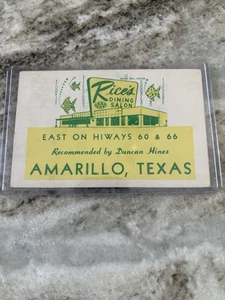 Rice's
DINING
SALON
EAST ON HIWAYS 60 & 66
Recommended by Duncan Hines
AMARILLO, TEXAS